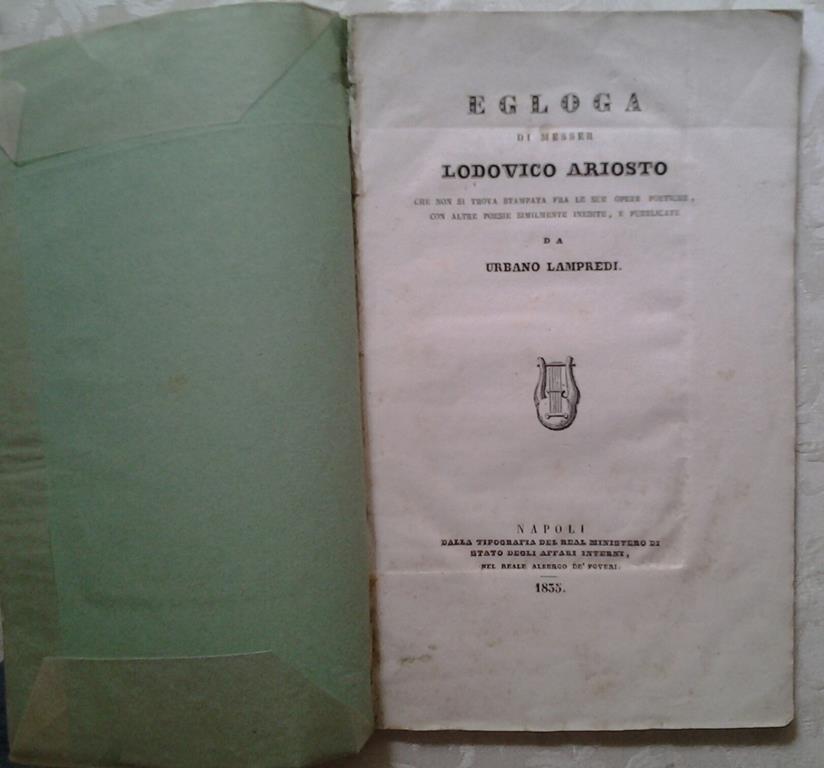 EGLOGA
DI MESSER
LODOVICO ARIOSTO
CHE NON SI TROVA STAMPATA FRA LE SUE OPERE POETICHE,
CON ALTRE POESIE SIMILMENTE INEDITE, E PUBBLICATE
DA
URBANO LAMPREDI.
NAPOLI
DALLA TIPOGRAFIA DEL REAL MINISTERO DI
STATO DEGLI AFFARI INTERNI,
NEL REALE ALBERGO DE' POVERI.
1835.